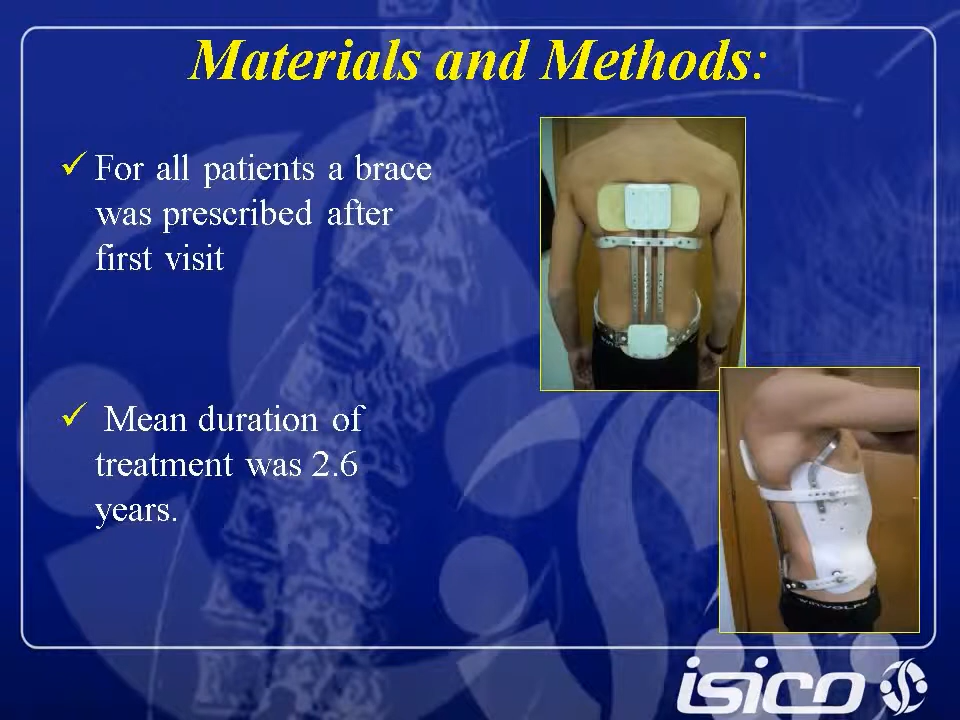 Materials and Methods:
✓ For all patients a brace
was prescribed after
first visit
✓ Mean duration of
treatment was 2.6
years.
isico